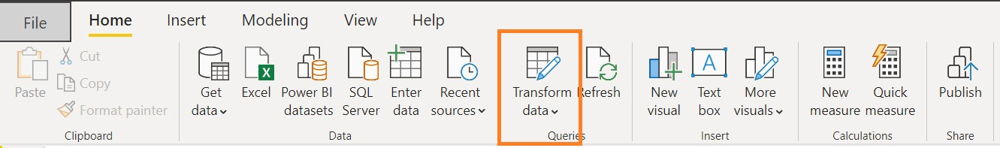 File Home Insert Modeling View Help
Paste
Cut
Copy
Format painter
Clipboard
Get
data
Excel
Power BI
datasets
SQL
Server
Enter
data
Recent
sources
Data
Transform
data
Refresh
Queries
New
visual
A
Text
box
More
visuals
Insert
New
measure
Quick
measure
Calculations
Publish
Share